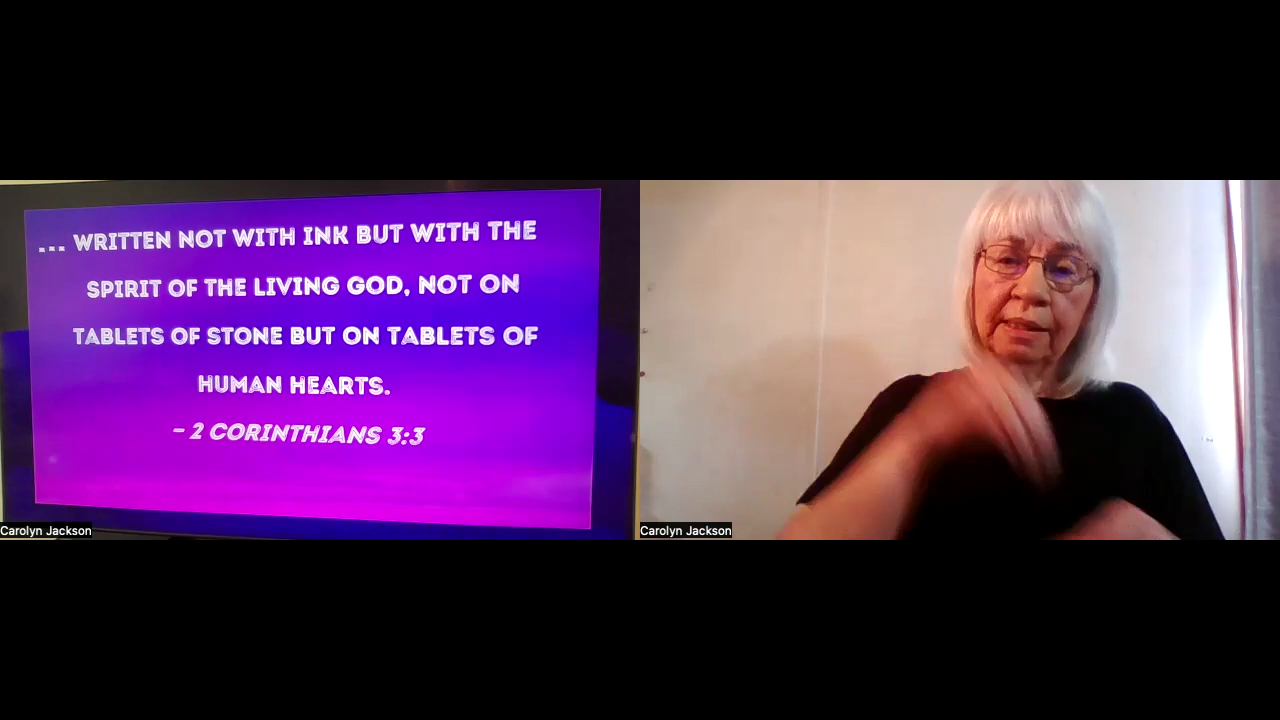 ... WRITTEN NOT WITH INK BUT WITH THE
SPIRIT OF THE LIVING GOD, NOT ON
TABLETS OF STONE BUT ON TABLETS OF
HUMAN HEARTS.
– 2 CORINTHIANS 3:3
Carolyn Jackson
Carolyn Jackson